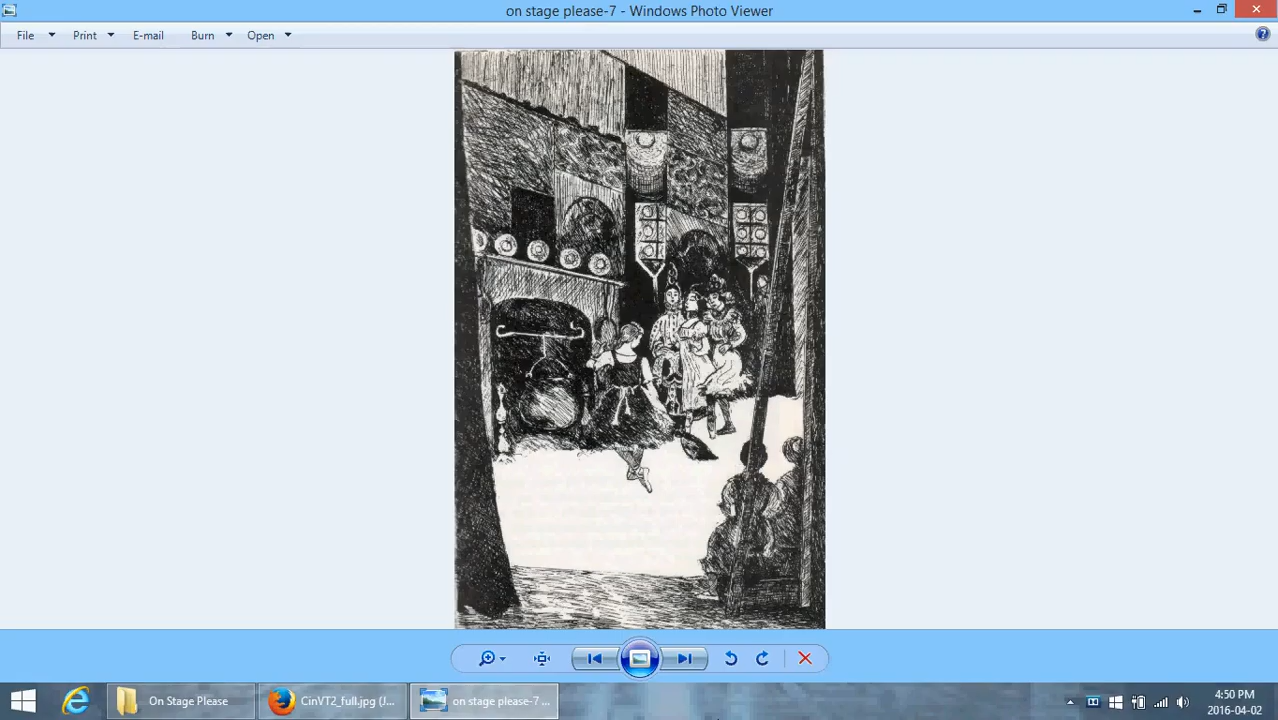 on stage please-7 - Windows Photo Viewer
File Print E-mail Burn Open
On Stage Please
CinVT2_full.jpg (J...
on stage please-7 ...
4:50 PM
2016-04-02